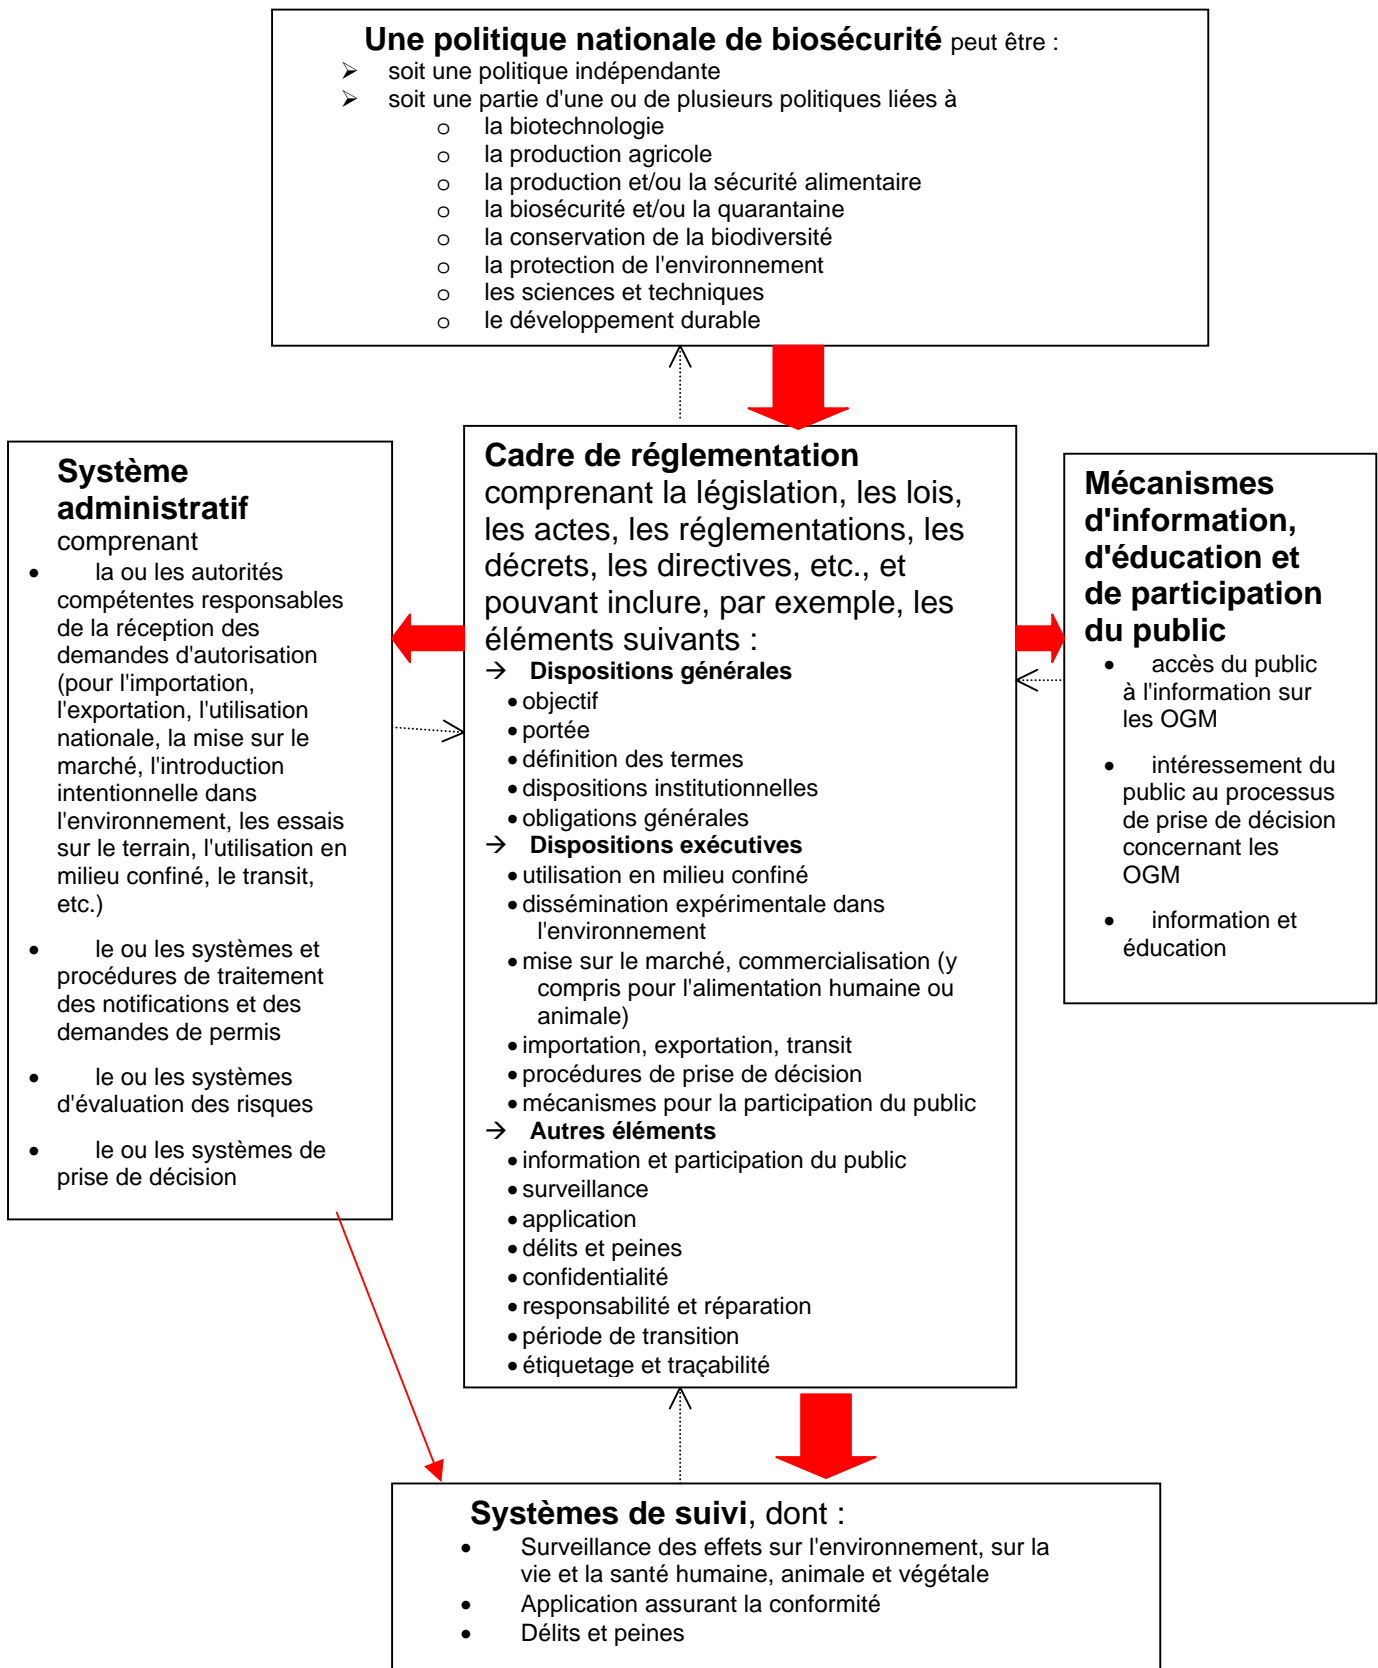 Une politique nationale de biosécurité peut être :
➢ soit une politique indépendante
➢ soit une partie d'une ou de plusieurs politiques liées à
o la biotechnologie
o la production agricole
o la production et/ou la sécurité alimentaire
o la biosécurité et/ou la quarantaine
o la conservation de la biodiversité
o la protection de l'environnement
o les sciences et techniques
o le développement durable
Système
administratif
comprenant
• la ou les autorités
compétentes responsables
de la réception des
demandes d'autorisation
(pour l'importation,
l'exportation, l'utilisation
nationale, la mise sur le
marché, l'introduction
intentionnelle dans
l'environnement, les essais
sur le terrain, l'utilisation en
milieu confiné, le transit,
etc.)
• le ou les systèmes et
procédures de traitement
des notifications et des
demandes de permis
• le ou les systèmes
d'évaluation des risques
• le ou les systèmes de
prise de décision
Cadre de réglementation
comprenant la législation, les lois,
les actes, les réglementations, les
décrets, les directives, etc., et
pouvant inclure, par exemple, les
éléments suivants :
→ Dispositions générales
• objectif
• portée
• définition des termes
• dispositions institutionnelles
• obligations générales
→ Dispositions exécutives
• utilisation en milieu confiné
• dissémination expérimentale dans
l'environnement
• mise sur le marché, commercialisation (y
compris pour l'alimentation humaine ou
animale)
• importation, exportation, transit
• procédures de prise de décision
• mécanismes pour la participation du public
→ Autres éléments
• information et participation du public
• surveillance
• application
• délits et peines
• confidentialité
• responsabilité et réparation
• période de transition
• étiquetage et traçabilité
Mécanismes
d'information,
d'éducation et
de participation
du public
• accès du public
à l'information sur
les OGM
• intéressement du
public au processus
de prise de décision
concernant les
OGM
• information et
éducation
Systèmes de suivi, dont :
• Surveillance des effets sur l'environnement, sur la
vie et la santé humaine, animale et végétale
• Application assurant la conformité
• Délits et peines